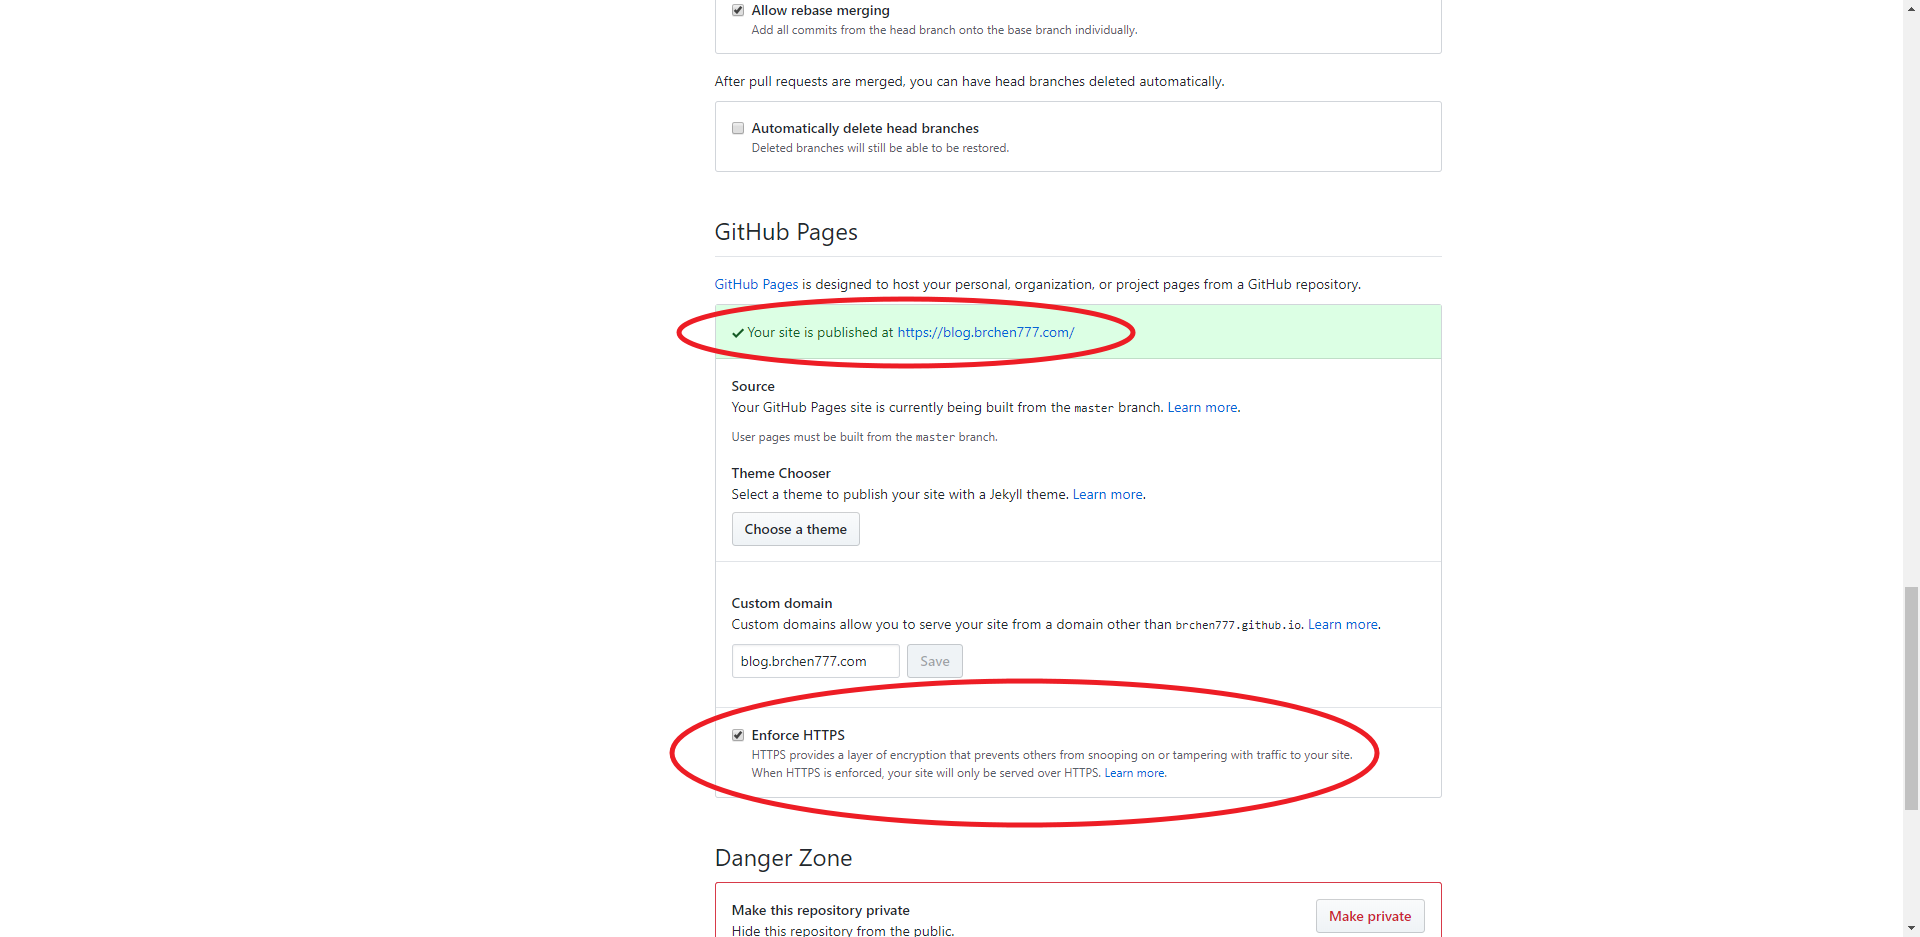 Allow rebase merging
Add all commits from the head branch onto the base branch individually.
After pull requests are merged, you can have head branches deleted automatically.
Automatically delete head branches
Deleted branches will still be able to be restored.
GitHub Pages
GitHub Pages is designed to host your personal, organization, or project pages from a GitHub repository.
Your site is published at https://blog.brchen777.com/
Source
Your GitHub Pages site is currently being built from the master branch. Learn more.
User pages must be built from the master branch.
Theme Chooser
Select a theme to publish your site with a Jekyll theme. Learn more.
Choose a theme
Custom domain
Custom domains allow you to serve your site from a domain other than brchen777.github.io. Learn more.
blog.brchen777.com Save
Enforce HTTPS
HTTPS provides a layer of encryption that prevents others from snooping on or tampering with traffic to your site.
When HTTPS is enforced, your site will only be served over HTTPS. Learn more.
Danger Zone
Make this repository private
Make private
Hide this repository from the public.